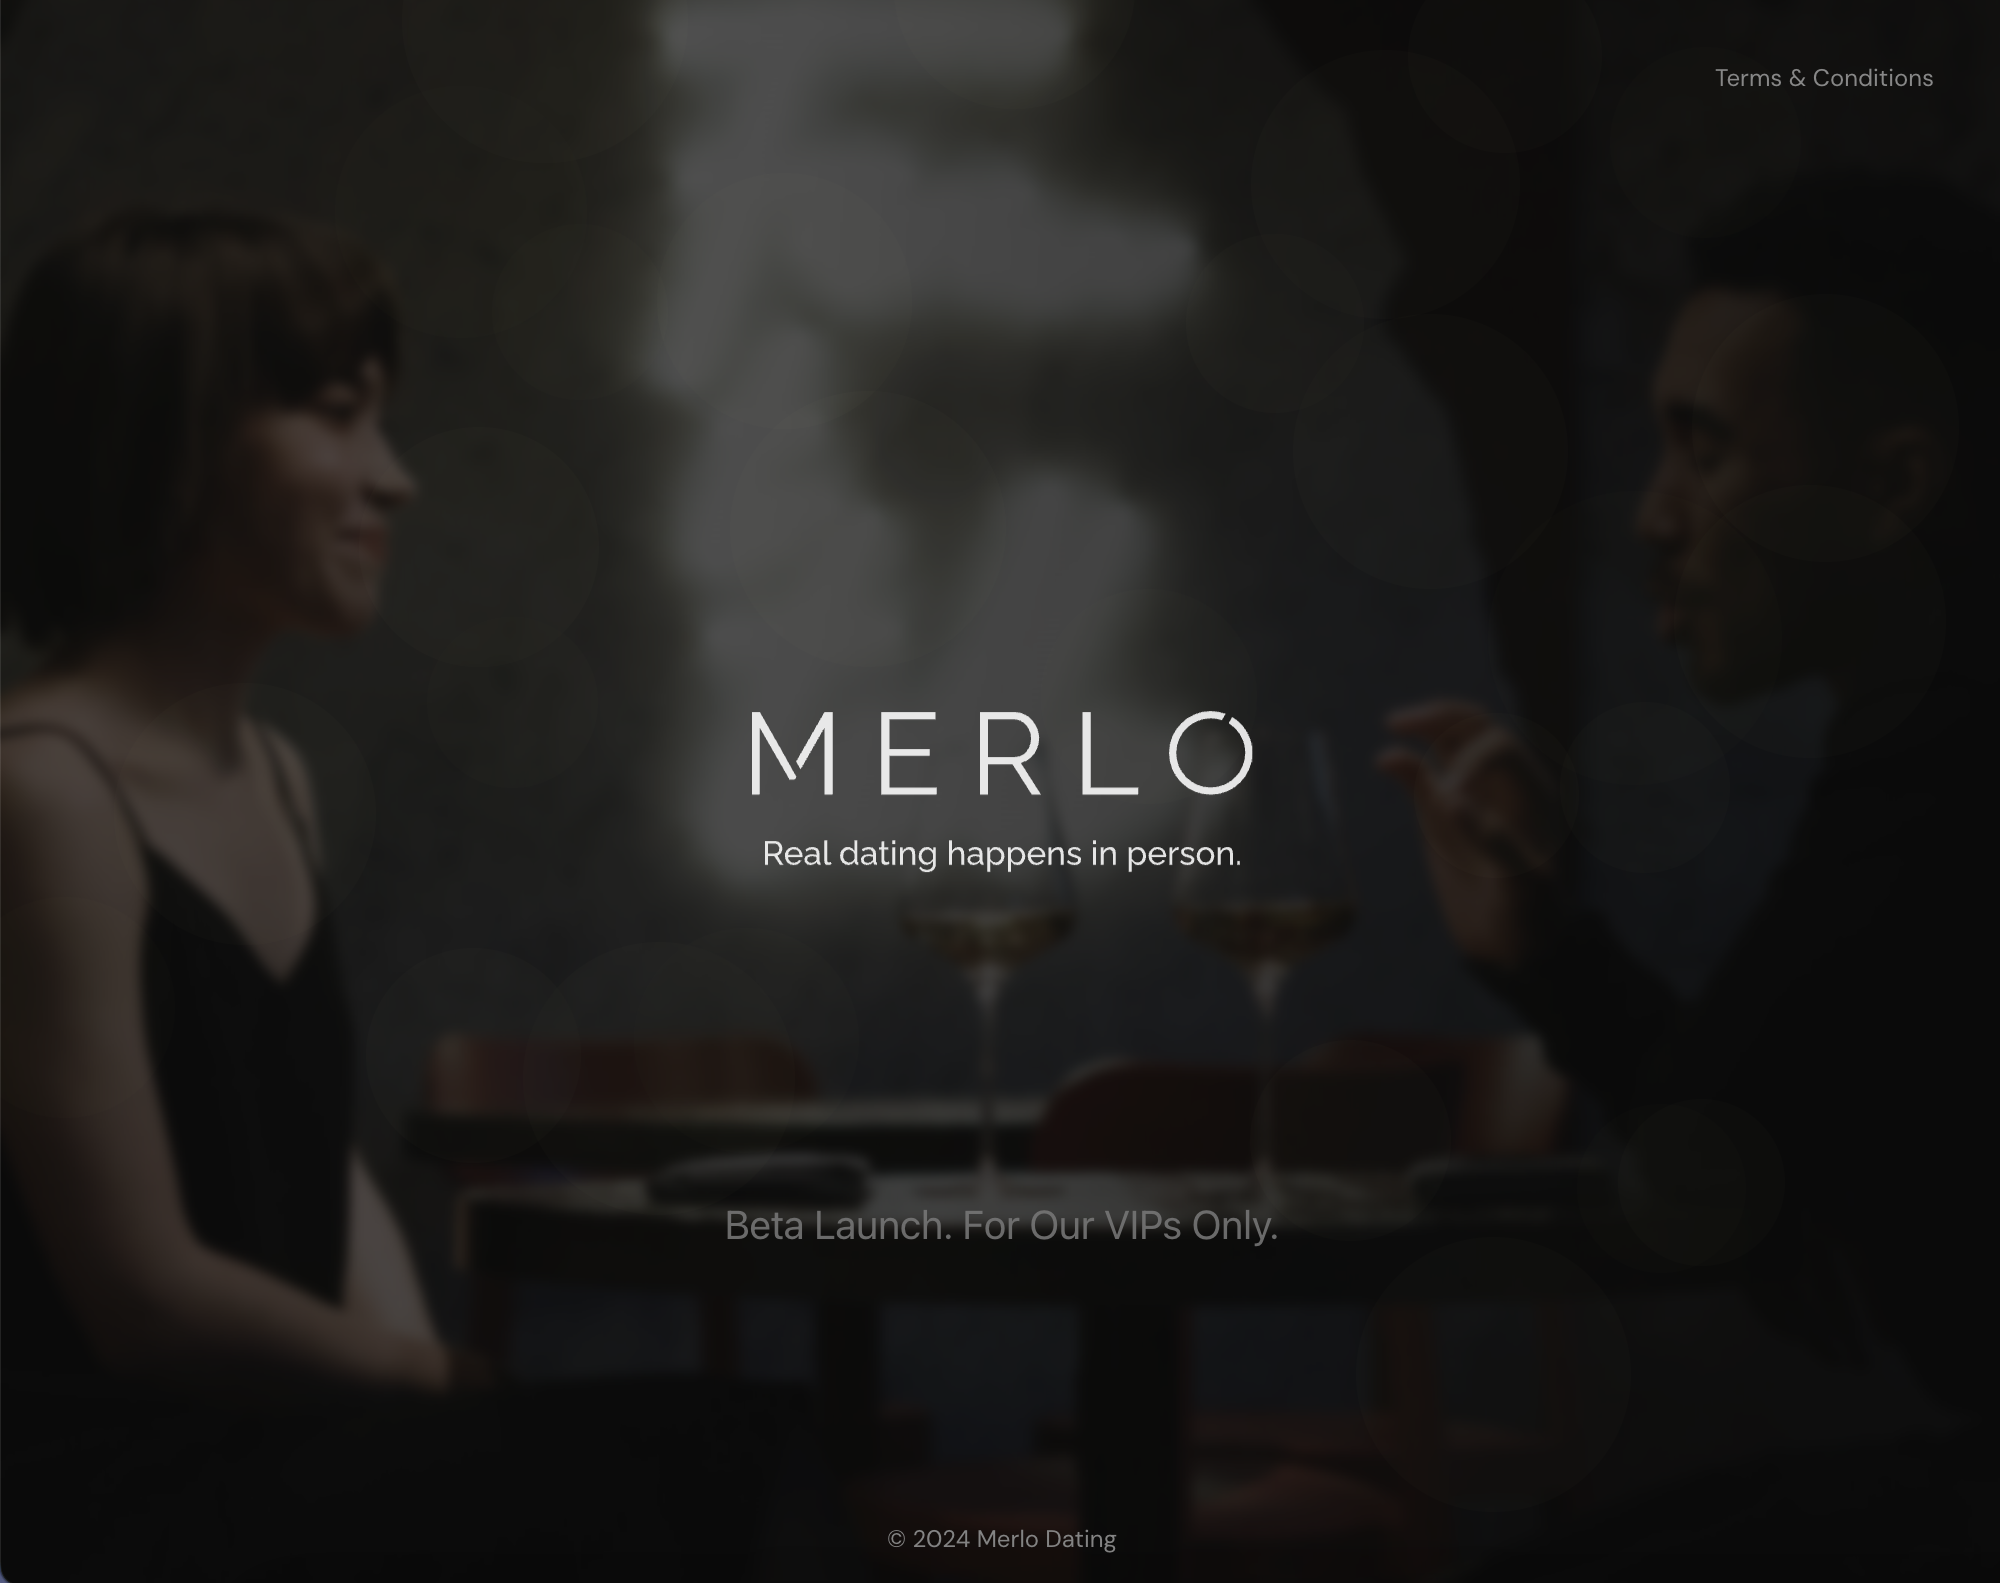 Terms & Conditions
MERLO
Real dating happens in person.
Beta Launch. For Our VIPs Only.
© 2024 Merlo Dating